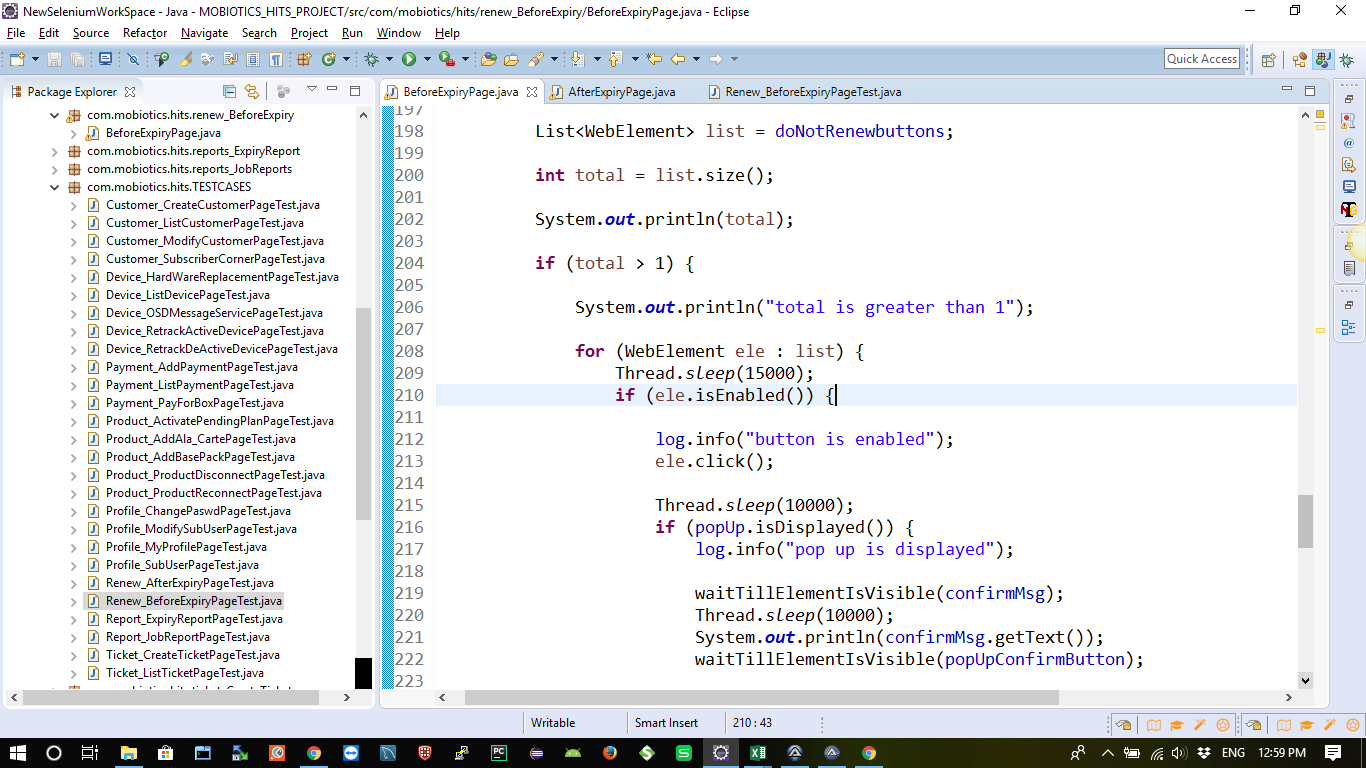 NewSeleniumWorkSpace - Java - MOBIOTICS_HITS_PROJECT/src/com/mobiotics/hits/renew_BeforeExpiry/BeforeExpiryPage.java - Eclipse
File Edit Source Refactor Navigate Search Project Run Window Help
Quick Access
Package Explorer
com.mobiotics.hits.renew_BeforeExpiry
BeforeExpiryPage.java
com.mobiotics.hits.reports_ExpiryReport
com.mobiotics.hits.reports_JobReports
com.mobiotics.hits.TESTCASES
Customer_CreateCustomerPageTest.java
Customer_ListCustomerPageTest.java
Customer_ModifyCustomerPageTest.java
Customer_SubscriberCornerPageTest.java
Device_HardWareReplacementPageTest.java
Device_ListDevicePageTest.java
Device_OSDMessageServicePageTest.java
Device_RetrackActiveDevicePageTest.java
Device_RetrackDeActiveDevicePageTest.java
Payment_AddPaymentPageTest.java
Payment_ListPaymentPageTest.java
Payment_PayForBoxPageTest.java
Product_ActivatePendingPlanPageTest.java
Product_AddAla_CartePageTest.java
Product_AddBasePackPageTest.java
Product_ProductDisconnectPageTest.java
Product_ProductReconnectPageTest.java
Profile_ChangePaswdPageTest.java
Profile_ModifySubUserPageTest.java
Profile_MyProfilePageTest.java
Profile_SubUserPageTest.java
Renew_AfterExpiryPageTest.java
Renew_BeforeExpiryPageTest.java
Report_ExpiryReportPageTest.java
Report_JobReportPageTest.java
Ticket_CreateTicketPageTest.java
Ticket_ListTicketPageTest.java
BeforeExpiryPage.java AfterExpiryPage.java Renew_BeforeExpiryPageTest.java
197
198 List<WebElement> list = doNotRenewbuttons;
199
200 int total = list.size();
201
202 System.out.println(total);
203
204 if (total > 1) {
205
206 System.out.println("total is greater than 1");
207
208 for (WebElement ele : list) {
209 Thread.sleep(15000);
210 if (ele.isEnabled()) {
211
212 log.info("button is enabled");
213 ele.click();
214
215 Thread.sleep(10000);
216 if (popUp.isDisplayed()) {
217 log.info("pop up is displayed");
218
219 waitTillElementIsVisible(confirmMsg);
220 Thread.sleep(10000);
221 System.out.println(confirmMsg.getText());
222 waitTillElementIsVisible(popUpConfirmButton);
223
Writable Smart Insert 210 : 43
ENG 12:59 PM